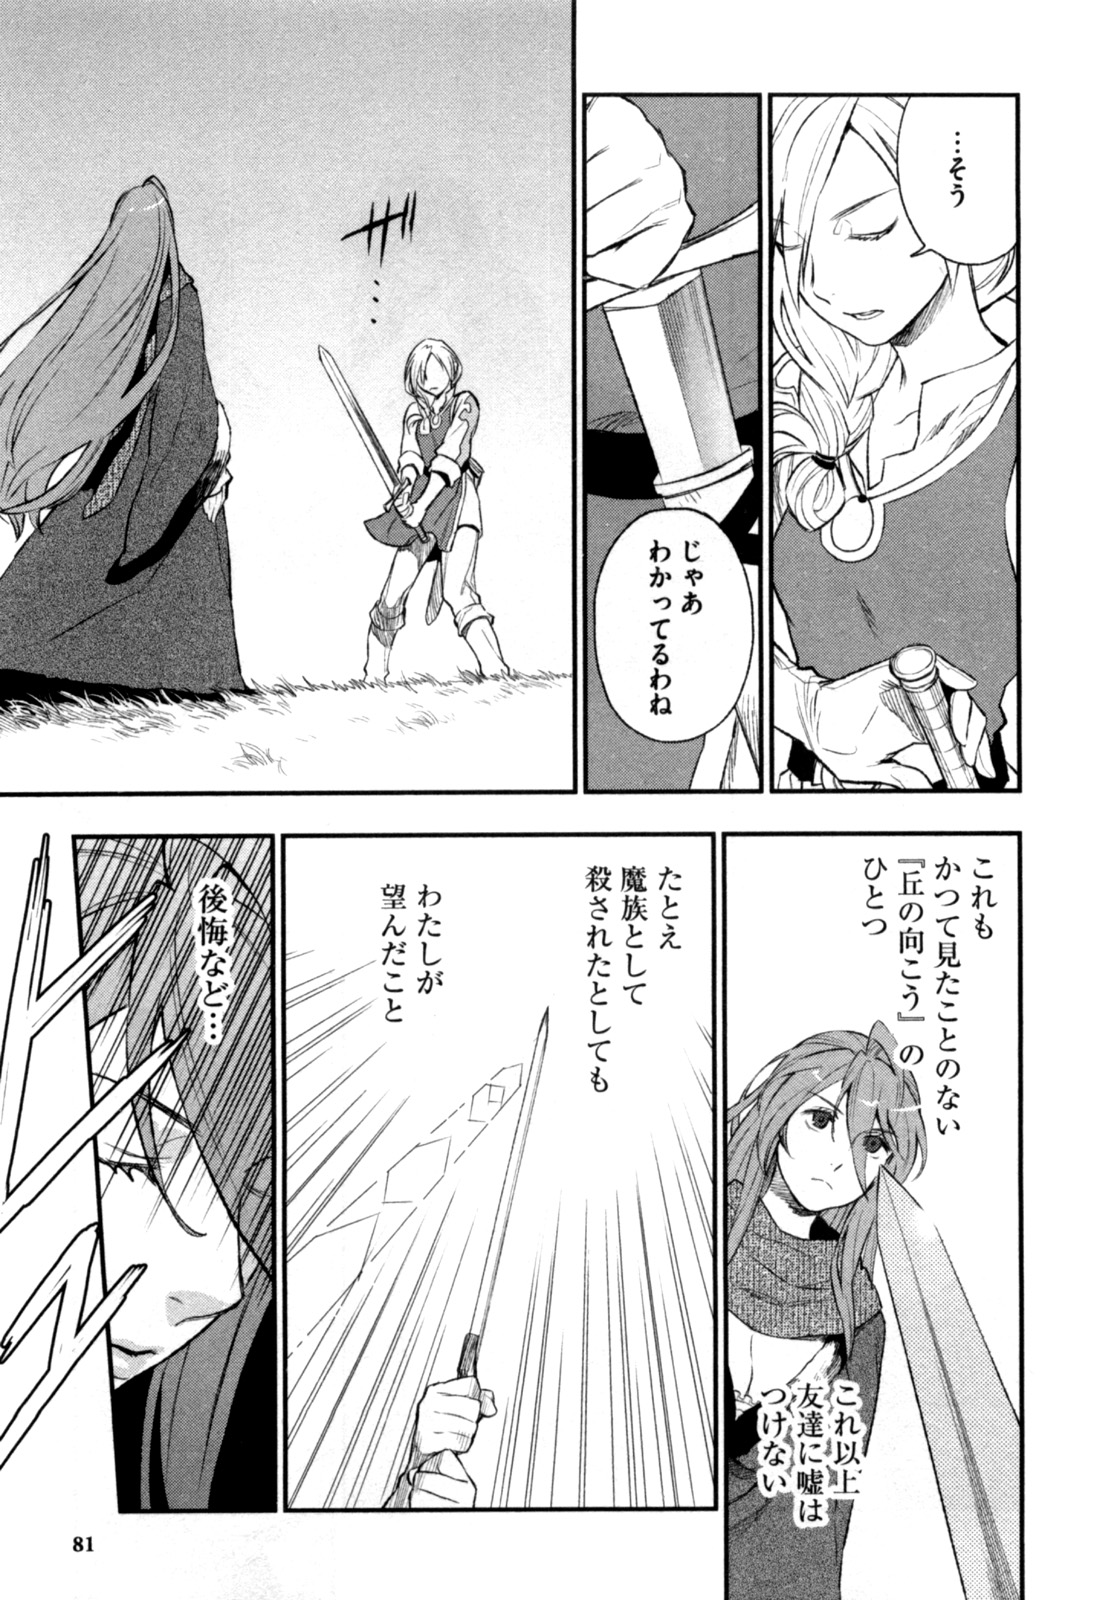 …そう
じゃあ
わかってるわね
ザッ
…
これも
かつて見たことのない
『丘の向こう』の
ひとつ
これ以上
友達に嘘は
つけない
たとえ
魔族として
殺されたとしても
わたしが
望んだこと
後悔など…
81